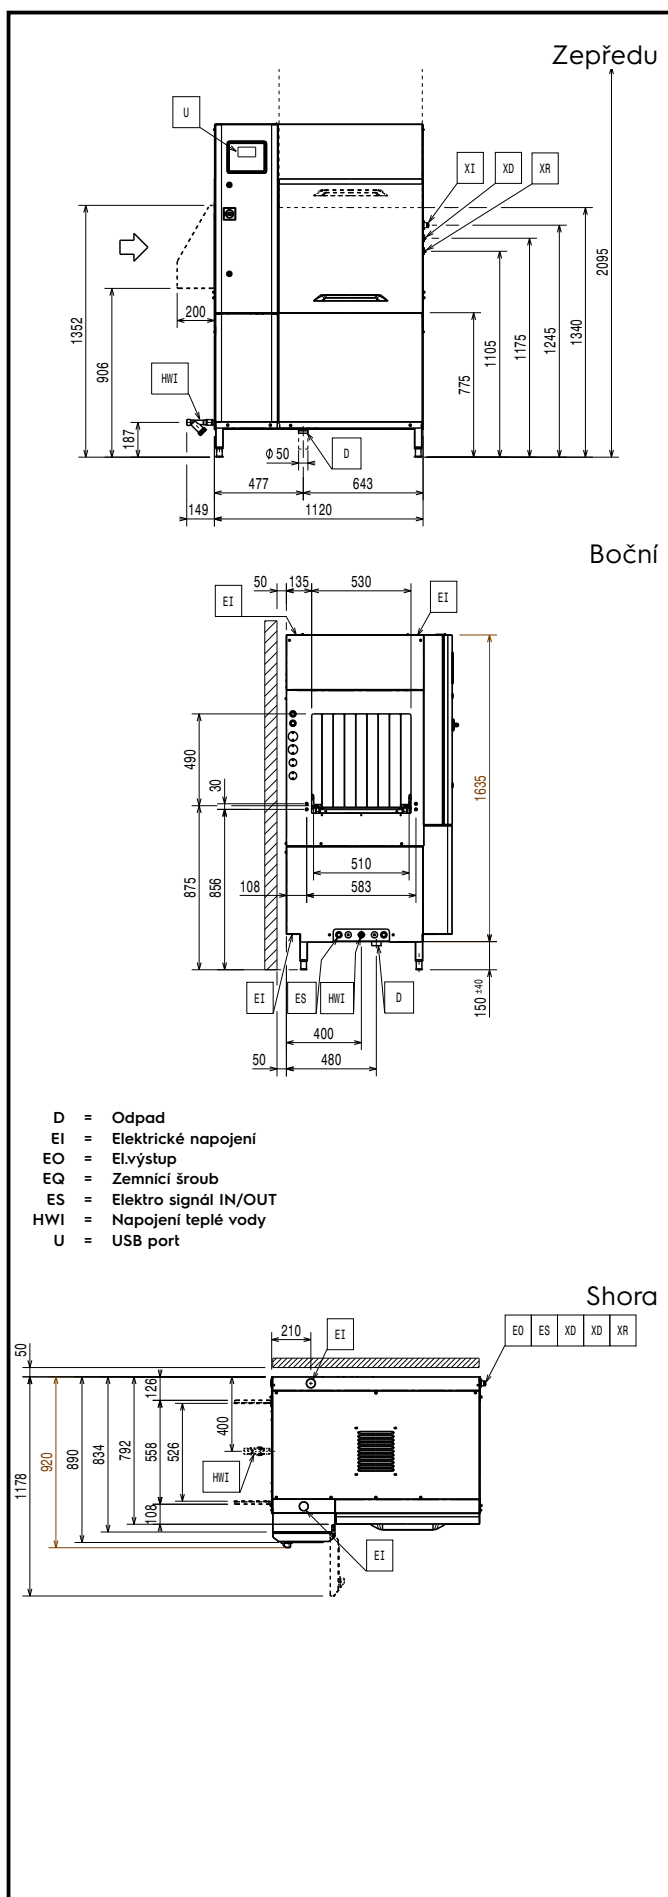 Zepředu
U
XI XD XR
1352
906
200
HWI
187
Φ 50
D
775
1105
1175
1245
1340
2095
477 643
149 1120
Boční
50 135 530
EI EI
490
30
875
856
108
510
583
1635
150 ±40
EI ES HWI D
400
50 480
D = Odpad
EI = Elektrické napojení
EO = El.výstup
EQ = Zemnící šroub
ES = Elektro signál IN/OUT
HWI = Napojení teplé vody
U = USB port
Shora
210 EI
EO ES XD XD XR
50
1178
920
890
834
792
126
558
526
108
400
HWI
EI